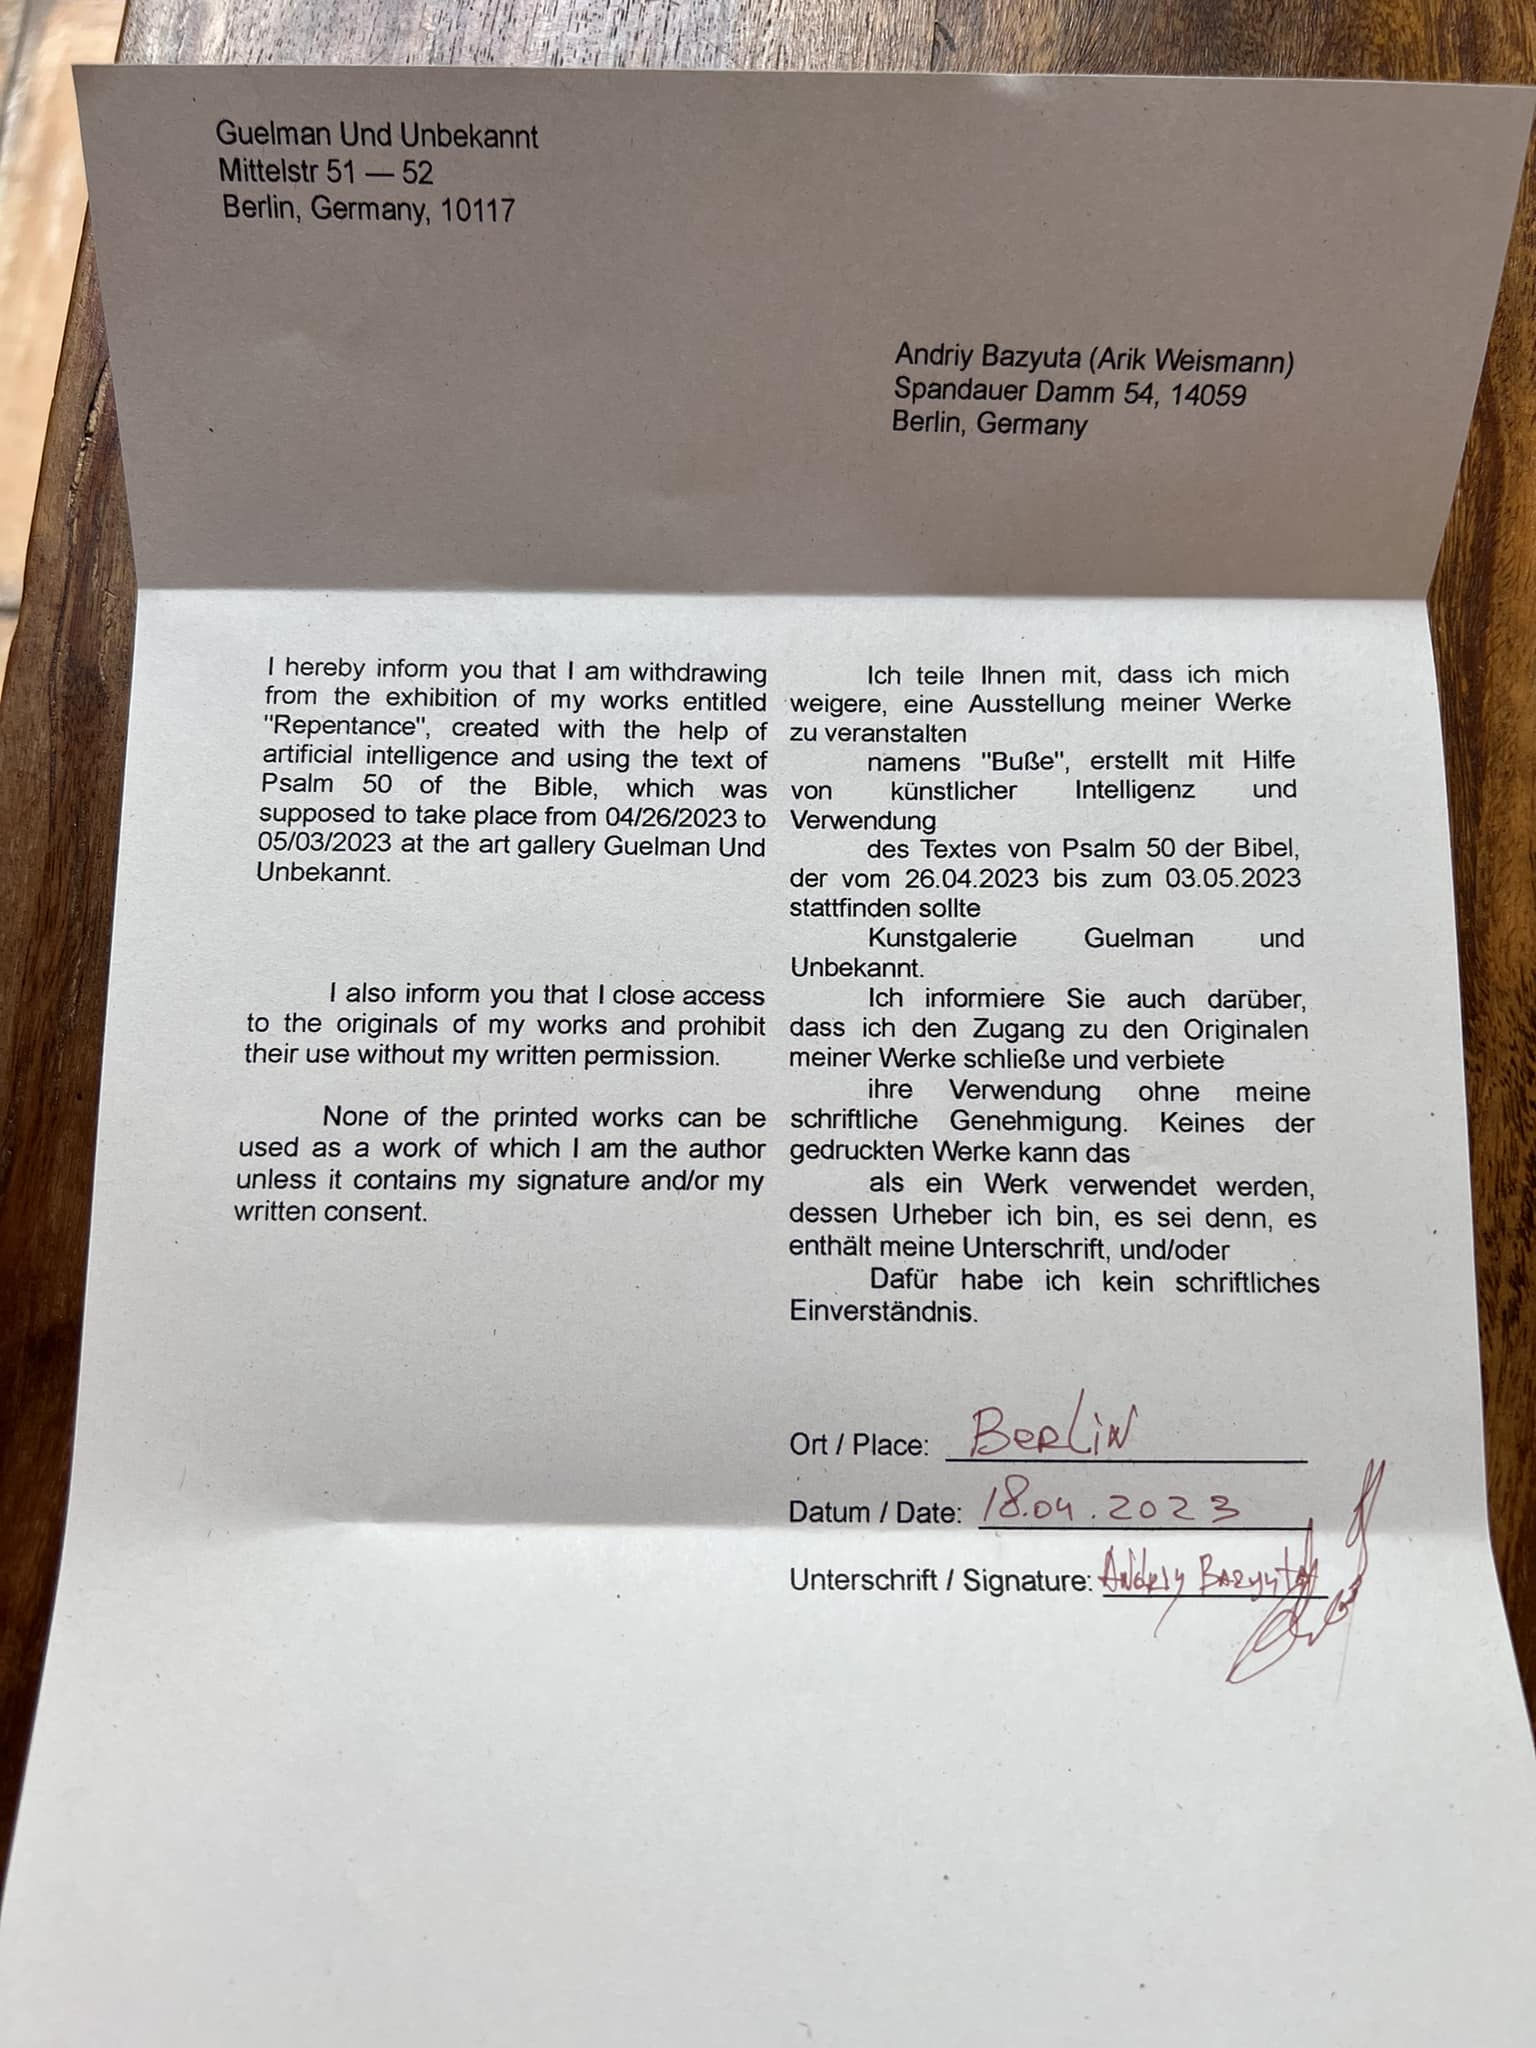 Guelman Und Unbekannt
Mittelstr 51 — 52
Berlin, Germany, 10117
Andriy Bazyuta (Arik Weismann)
Spandauer Damm 54, 14059
Berlin, Germany
I hereby inform you that I am withdrawing
from the exhibition of my works entitled
"Repentance", created with the help of
artificial intelligence and using the text of
Psalm 50 of the Bible, which was
supposed to take place from 04/26/2023 to
05/03/2023 at the art gallery Guelman Und
Unbekannt.
I also inform you that I close access
to the originals of my works and prohibit
their use without my written permission.
None of the printed works can be
used as a work of which I am the author
unless it contains my signature and/or my
written consent.
Ich teile Ihnen mit, dass ich mich
weigere, eine Ausstellung meiner Werke
zu veranstalten
namens "Buße", erstellt mit Hilfe
von künstlicher Intelligenz und
Verwendung
des Textes von Psalm 50 der Bibel,
der vom 26.04.2023 bis zum 03.05.2023
stattfinden sollte
Kunstgalerie Guelman und
Unbekannt.
Ich informiere Sie auch darüber,
dass ich den Zugang zu den Originalen
meiner Werke schließe und verbiete
ihre Verwendung ohne meine
schriftliche Genehmigung. Keines der
gedruckten Werke kann das
als ein Werk verwendet werden,
dessen Urheber ich bin, es sei denn, es
enthält meine Unterschrift, und/oder
Dafür habe ich kein schriftliches
Einverständnis.
Ort / Place: Berlin
Datum / Date: 18.04.2023
Unterschrift / Signature: Andriy Bazyuta